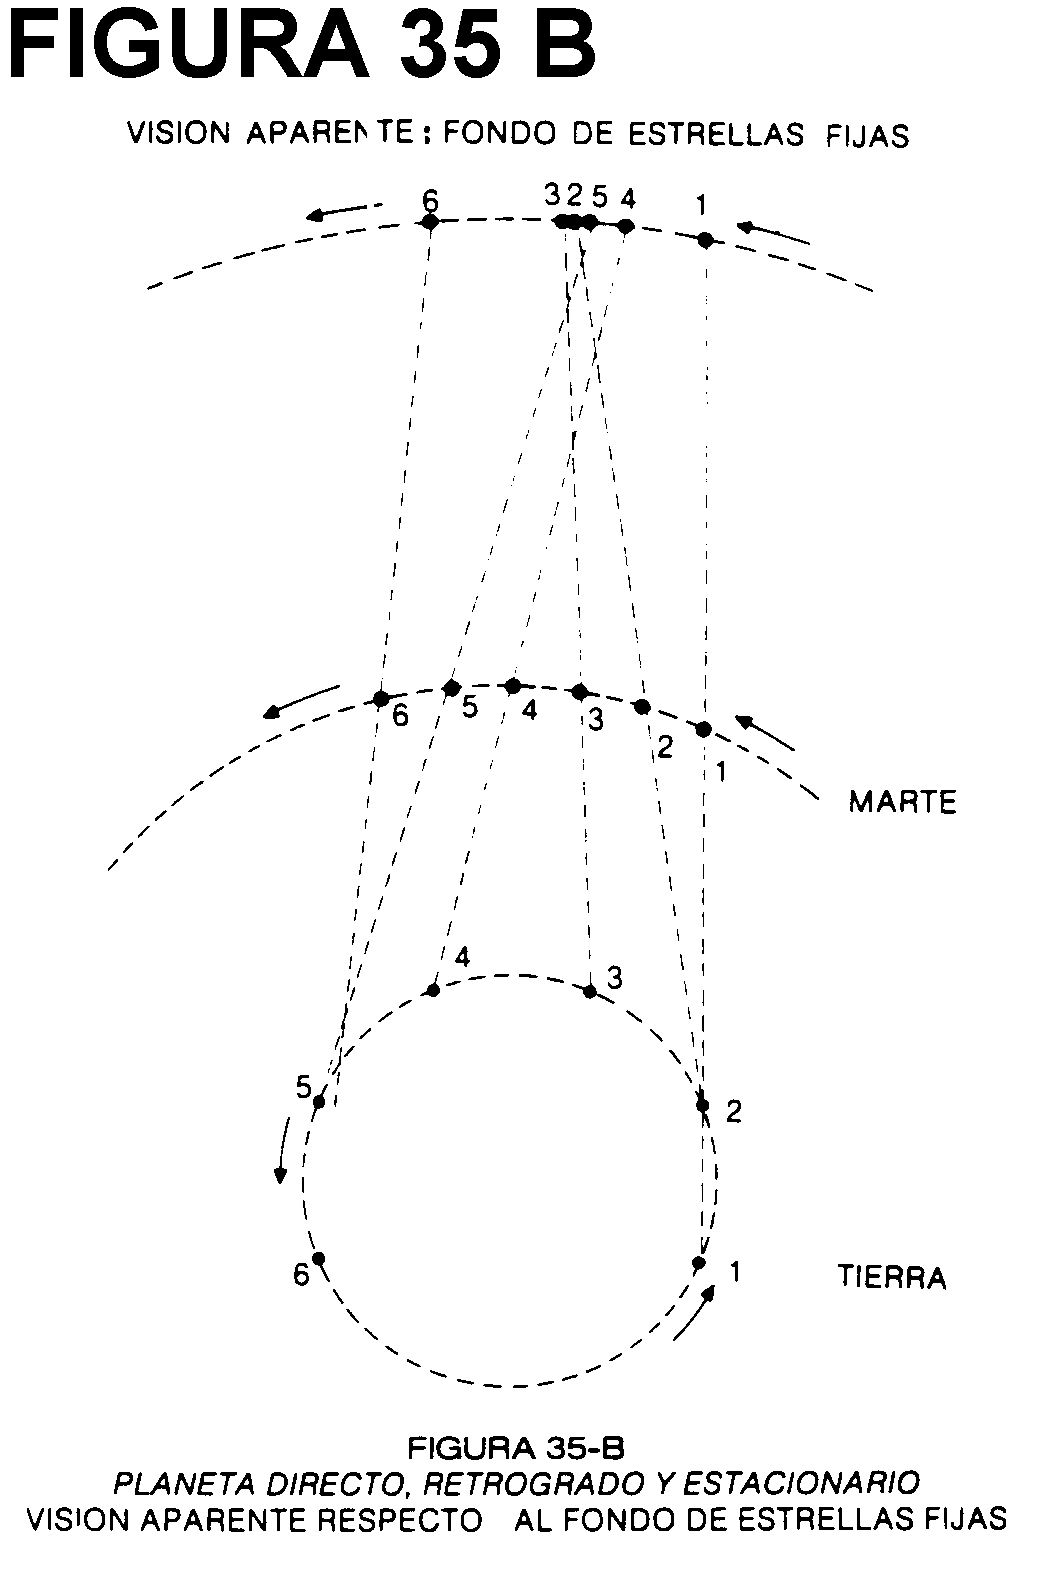 FIGURA 35 B
VISION APARENTE: FONDO DE ESTRELLAS FIJAS
6 3 2 5 4 1
6 5 4 3 2 1
MARTE
4 3
5 2
6 1 TIERRA
FIGURA 35-B
PLANETA DIRECTO, RETROGRADO Y ESTACIONARIO
VISION APARENTE RESPECTO AL FONDO DE ESTRELLAS FIJAS